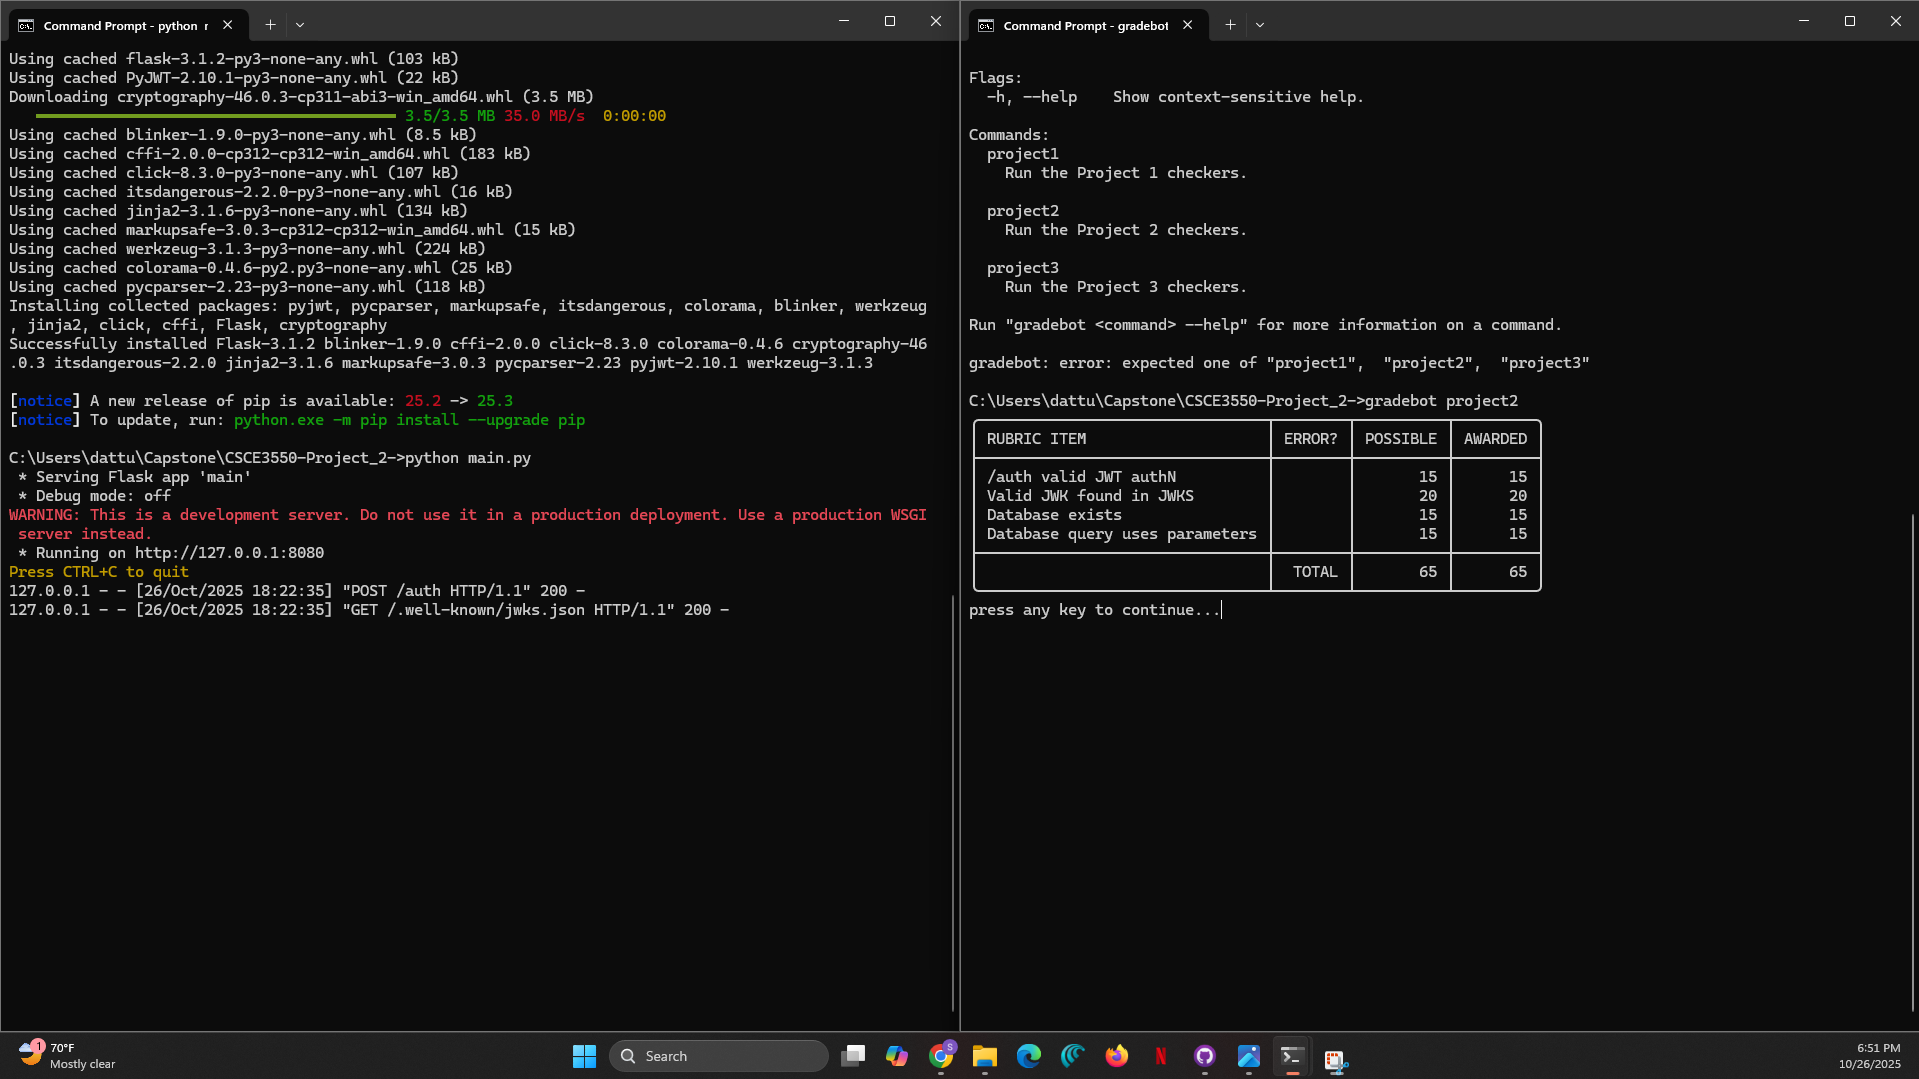 Command Prompt - python
Using cached flask-3.1.2-py3-none-any.whl (103 kB)
Using cached PyJWT-2.10.1-py3-none-any.whl (22 kB)
Downloading cryptography-46.0.3-cp311-abi3-win_amd64.whl (3.5 MB)
3.5/3.5 MB 35.0 MB/s 0:00:00
Using cached blinker-1.9.0-py3-none-any.whl (8.5 kB)
Using cached cffi-2.0.0-cp312-cp312-win_amd64.whl (183 kB)
Using cached click-8.3.0-py3-none-any.whl (107 kB)
Using cached itsdangerous-2.2.0-py3-none-any.whl (16 kB)
Using cached jinja2-3.1.6-py3-none-any.whl (134 kB)
Using cached markupsafe-3.0.3-cp312-cp312-win_amd64.whl (15 kB)
Using cached werkzeug-3.1.3-py3-none-any.whl (224 kB)
Using cached colorama-0.4.6-py2.py3-none-any.whl (25 kB)
Using cached pycparser-2.23-py3-none-any.whl (118 kB)
Installing collected packages: pyjwt, pycparser, markupsafe, itsdangerous, colorama, blinker, werkzeug
, jinja2, click, cffi, Flask, cryptography
Successfully installed Flask-3.1.2 blinker-1.9.0 cffi-2.0.0 click-8.3.0 colorama-0.4.6 cryptography-46
.0.3 itsdangerous-2.2.0 jinja2-3.1.6 markupsafe-3.0.3 pycparser-2.23 pyjwt-2.10.1 werkzeug-3.1.3
[notice] A new release of pip is available: 25.2 -> 25.3
[notice] To update, run: python.exe -m pip install --upgrade pip
C:\Users\dattu\Capstone\CSCE3550-Project_2->python main.py
* Serving Flask app 'main'
* Debug mode: off
WARNING: This is a development server. Do not use it in a production deployment. Use a production WSGI
server instead.
* Running on http://127.0.0.1:8080
Press CTRL+C to quit
127.0.0.1 - - [26/Oct/2025 18:22:35] "POST /auth HTTP/1.1" 200 -
127.0.0.1 - - [26/Oct/2025 18:22:35] "GET /.well-known/jwks.json HTTP/1.1" 200 -
Command Prompt - gradebot
Flags:
-h, --help Show context-sensitive help.
Commands:
project1
Run the Project 1 checkers.
project2
Run the Project 2 checkers.
project3
Run the Project 3 checkers.
Run "gradebot <command> --help" for more information on a command.
gradebot: error: expected one of "project1", "project2", "project3"
C:\Users\dattu\Capstone\CSCE3550-Project_2->gradebot project2
RUBRIC ITEM ERROR? POSSIBLE AWARDED
/auth valid JWT authN 15 15
Valid JWK found in JWKS 20 20
Database exists 15 15
Database query uses parameters 15 15
TOTAL 65 65
press any key to continue...
1
70°F
Mostly clear
Search
S
N
6:51 PM
10/26/2025